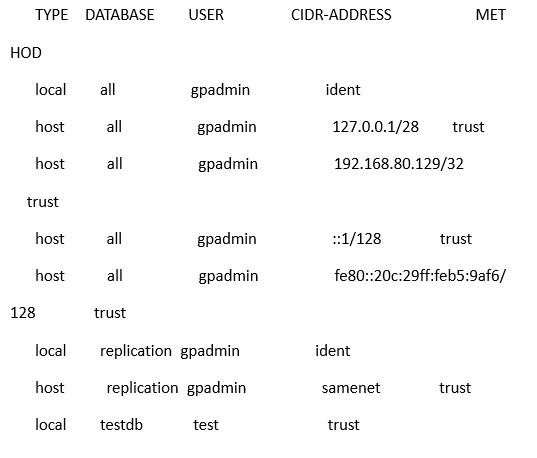 TYPE DATABASE USER CIDR-ADDRESS MET
HOD
local all gpadmin ident
host all gpadmin 127.0.0.1/28 trust
host all gpadmin 192.168.80.129/32
trust
host all gpadmin ::1/128 trust
host all gpadmin fe80::20c:29ff:feb5:9af6/
128 trust
local replication gpadmin ident
host replication gpadmin samenet trust
local testdb test trust